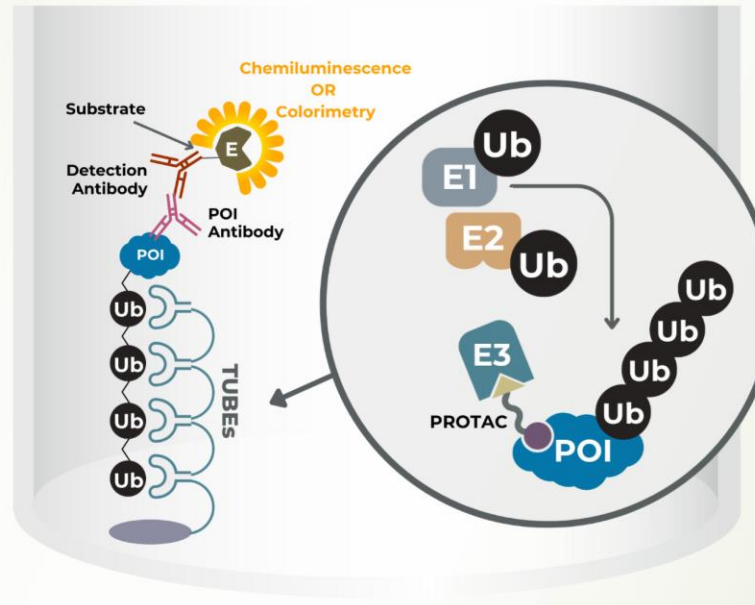 Chemiluminescence
OR
Colorimetry
Substrate
E
Detection
Antibody
POI
Antibody
POI
Ub
Ub
Ub
Ub
TUBEs
Ub
E1
E2
Ub
E3
PROTAC
POI
Ub
Ub
Ub
Ub